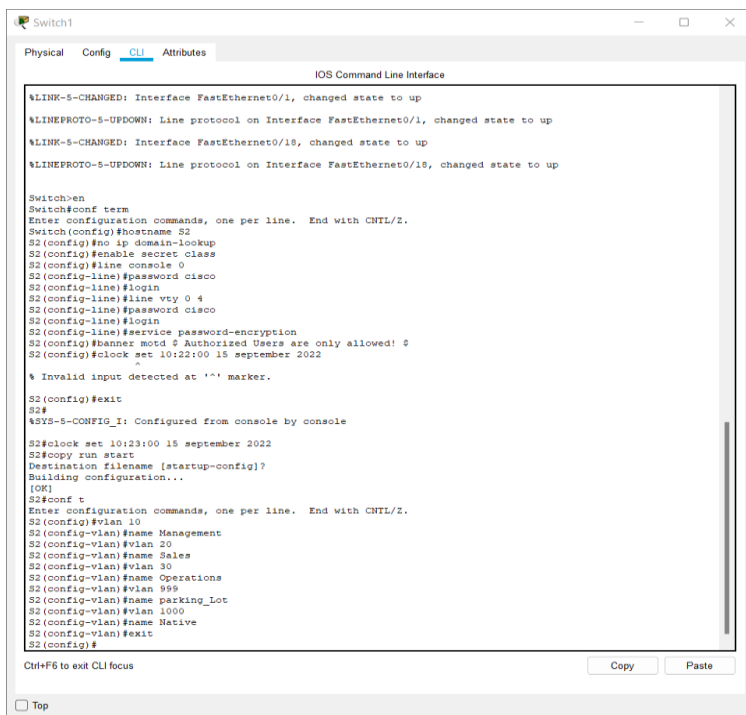 Switch1
Physical Config CLI Attributes
IOS Command Line Interface
%LINK-5-CHANGED: Interface FastEthernet0/1, changed state to up
%LINEPROTO-5-UPDOWN: Line protocol on Interface FastEthernet0/1, changed state to up
%LINK-5-CHANGED: Interface FastEthernet0/18, changed state to up
%LINEPROTO-5-UPDOWN: Line protocol on Interface FastEthernet0/18, changed state to up
Switch>en
Switch#conf term
Enter configuration commands, one per line.  End with CNTL/Z.
Switch(config)#hostname S2
S2(config)#no ip domain-lookup
S2(config)#enable secret class
S2(config)#line console 0
S2(config-line)#password cisco
S2(config-line)#login
S2(config-line)#line vty 0 4
S2(config-line)#password cisco
S2(config-line)#login
S2(config-line)#service password-encryption
S2(config)#banner motd $ Authorized Users are only allowed! $
S2(config)#clock set 10:22:00 15 september 2022
^
% Invalid input detected at '^' marker.
S2(config)#exit
S2#
%SYS-5-CONFIG_I: Configured from console by console
S2#clock set 10:23:00 15 september 2022
S2#copy run start
Destination filename [startup-config]?
Building configuration...
[OK]
S2#conf t
Enter configuration commands, one per line.  End with CNTL/Z.
S2(config)#vlan 10
S2(config-vlan)#name Management
S2(config-vlan)#vlan 20
S2(config-vlan)#name Sales
S2(config-vlan)#vlan 30
S2(config-vlan)#name Operations
S2(config-vlan)#vlan 999
S2(config-vlan)#name parking_Lot
S2(config-vlan)#vlan 1000
S2(config-vlan)#name Native
S2(config-vlan)#exit
S2(config)#
Ctrl+F6 to exit CLI focus
Copy Paste
Top